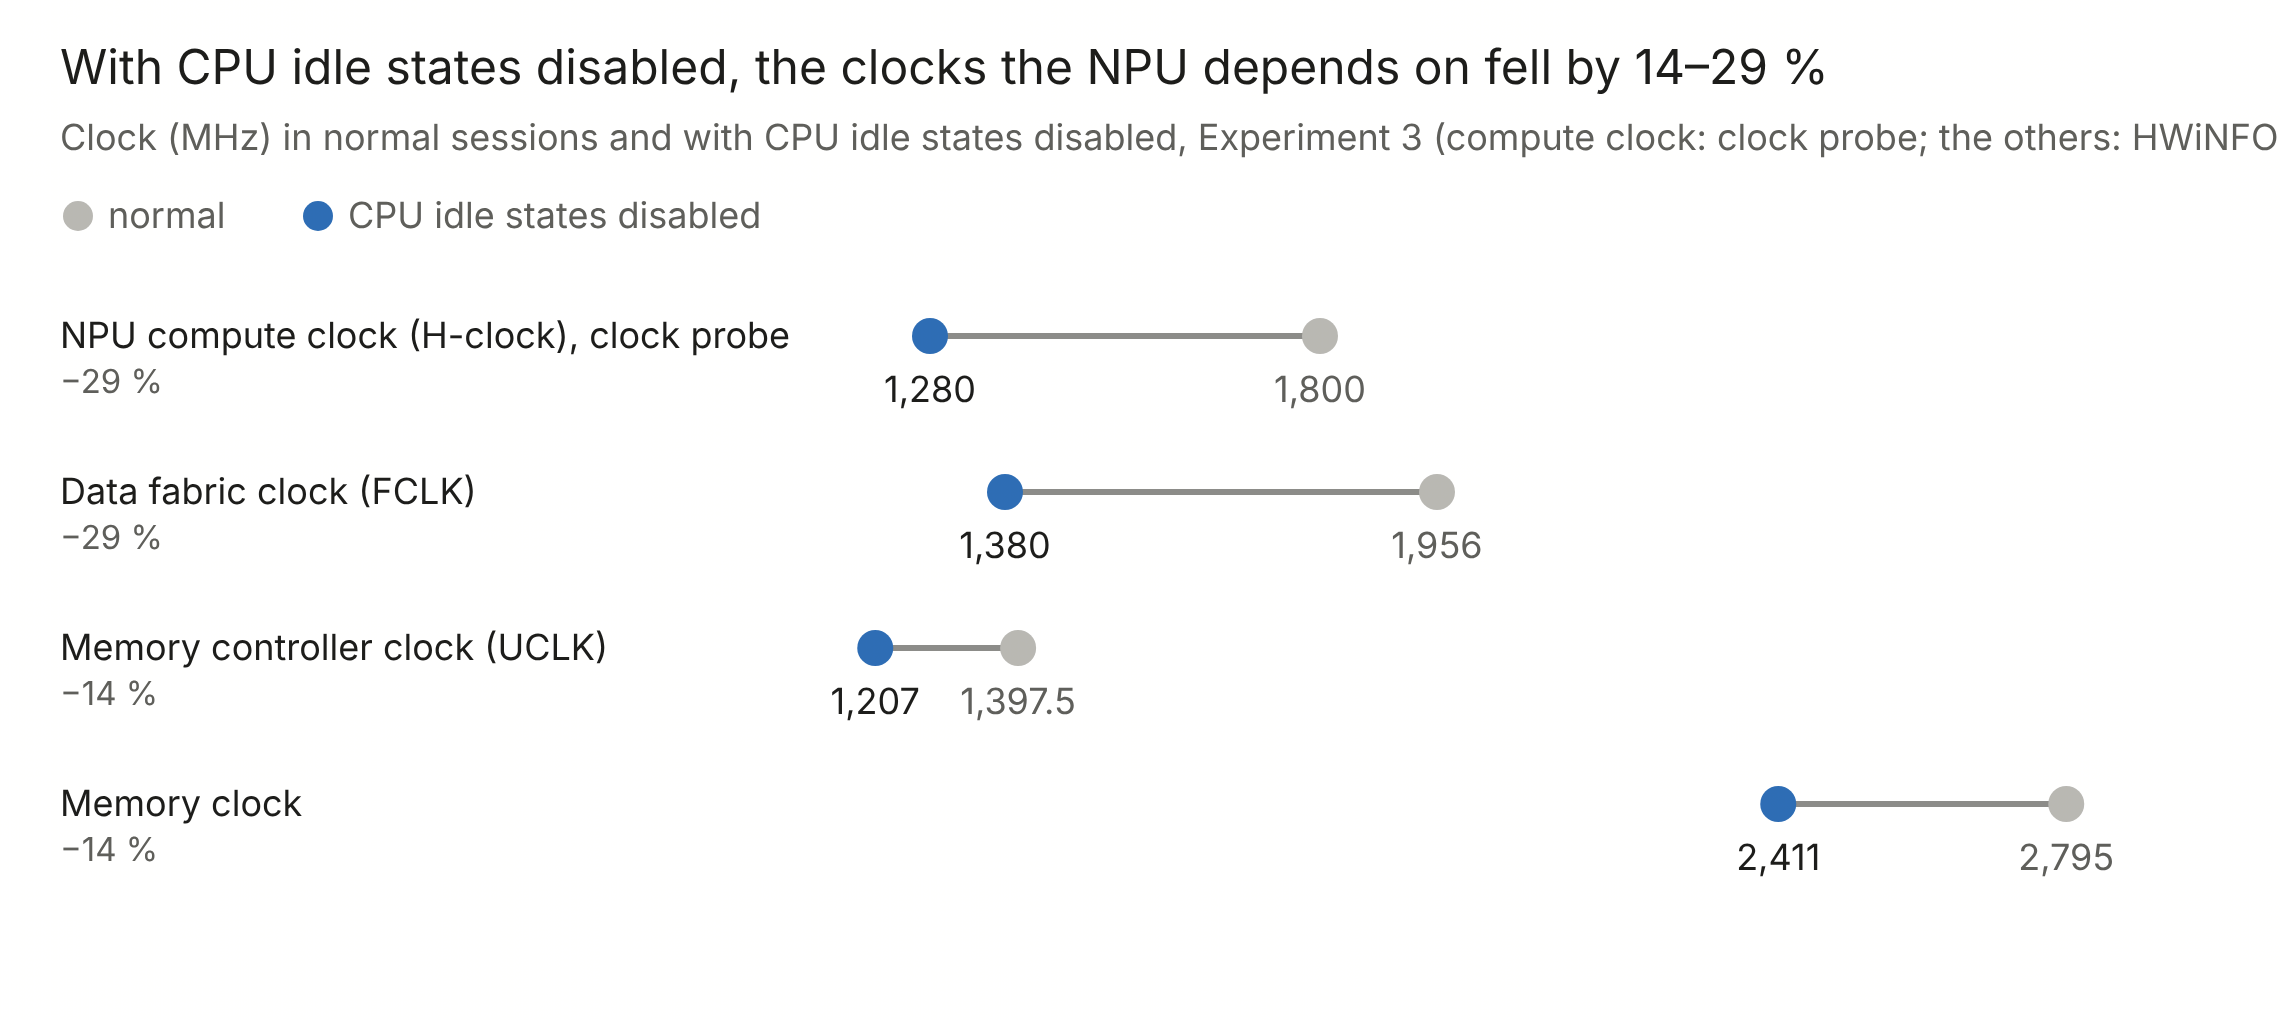 With CPU idle states disabled, the clocks the NPU depends on fell by 14–29 %
Clock (MHz) in normal sessions and with CPU idle states disabled, Experiment 3 (compute clock: clock probe; the others: HWiNFO
normal CPU idle states disabled
NPU compute clock (H-clock), clock probe
−29 %
1,280 1,800
Data fabric clock (FCLK)
−29 %
1,380 1,956
Memory controller clock (UCLK)
−14 %
1,207 1,397.5
Memory clock
−14 %
2,411 2,795